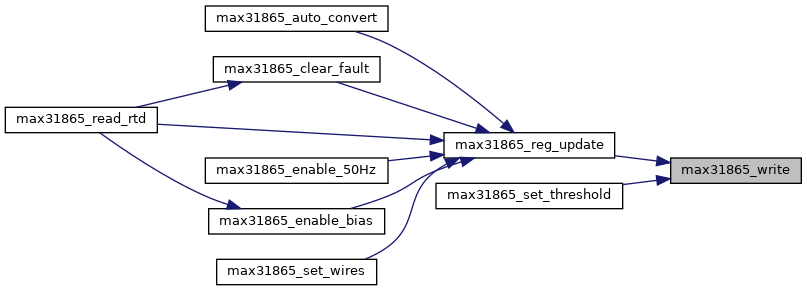 max31865_auto_convert
max31865_clear_fault
max31865_read_rtd
max31865_reg_update
max31865_enable_50Hz
max31865_write
max31865_set_threshold
max31865_enable_bias
max31865_set_wires